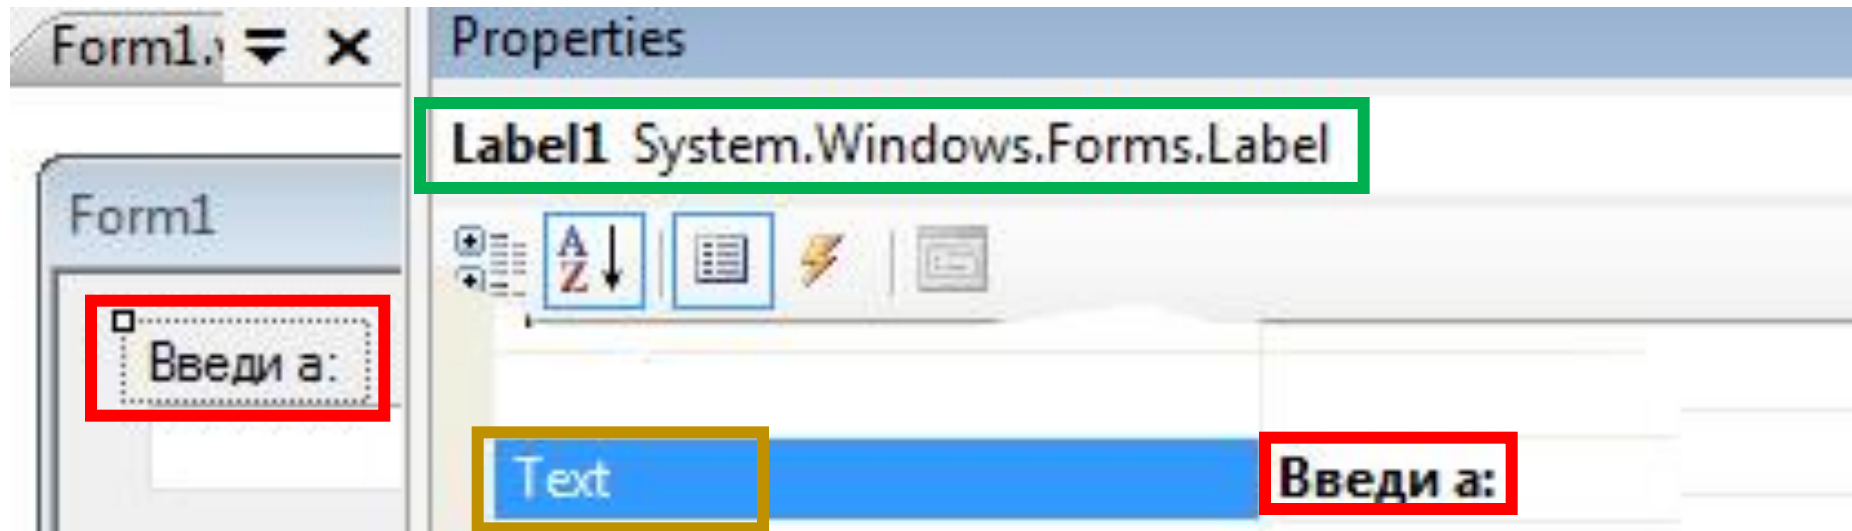 Form1.
Properties
Label1 System.Windows.Forms.Label
Form1
A
Z
Введи а:
Text
Введи а: